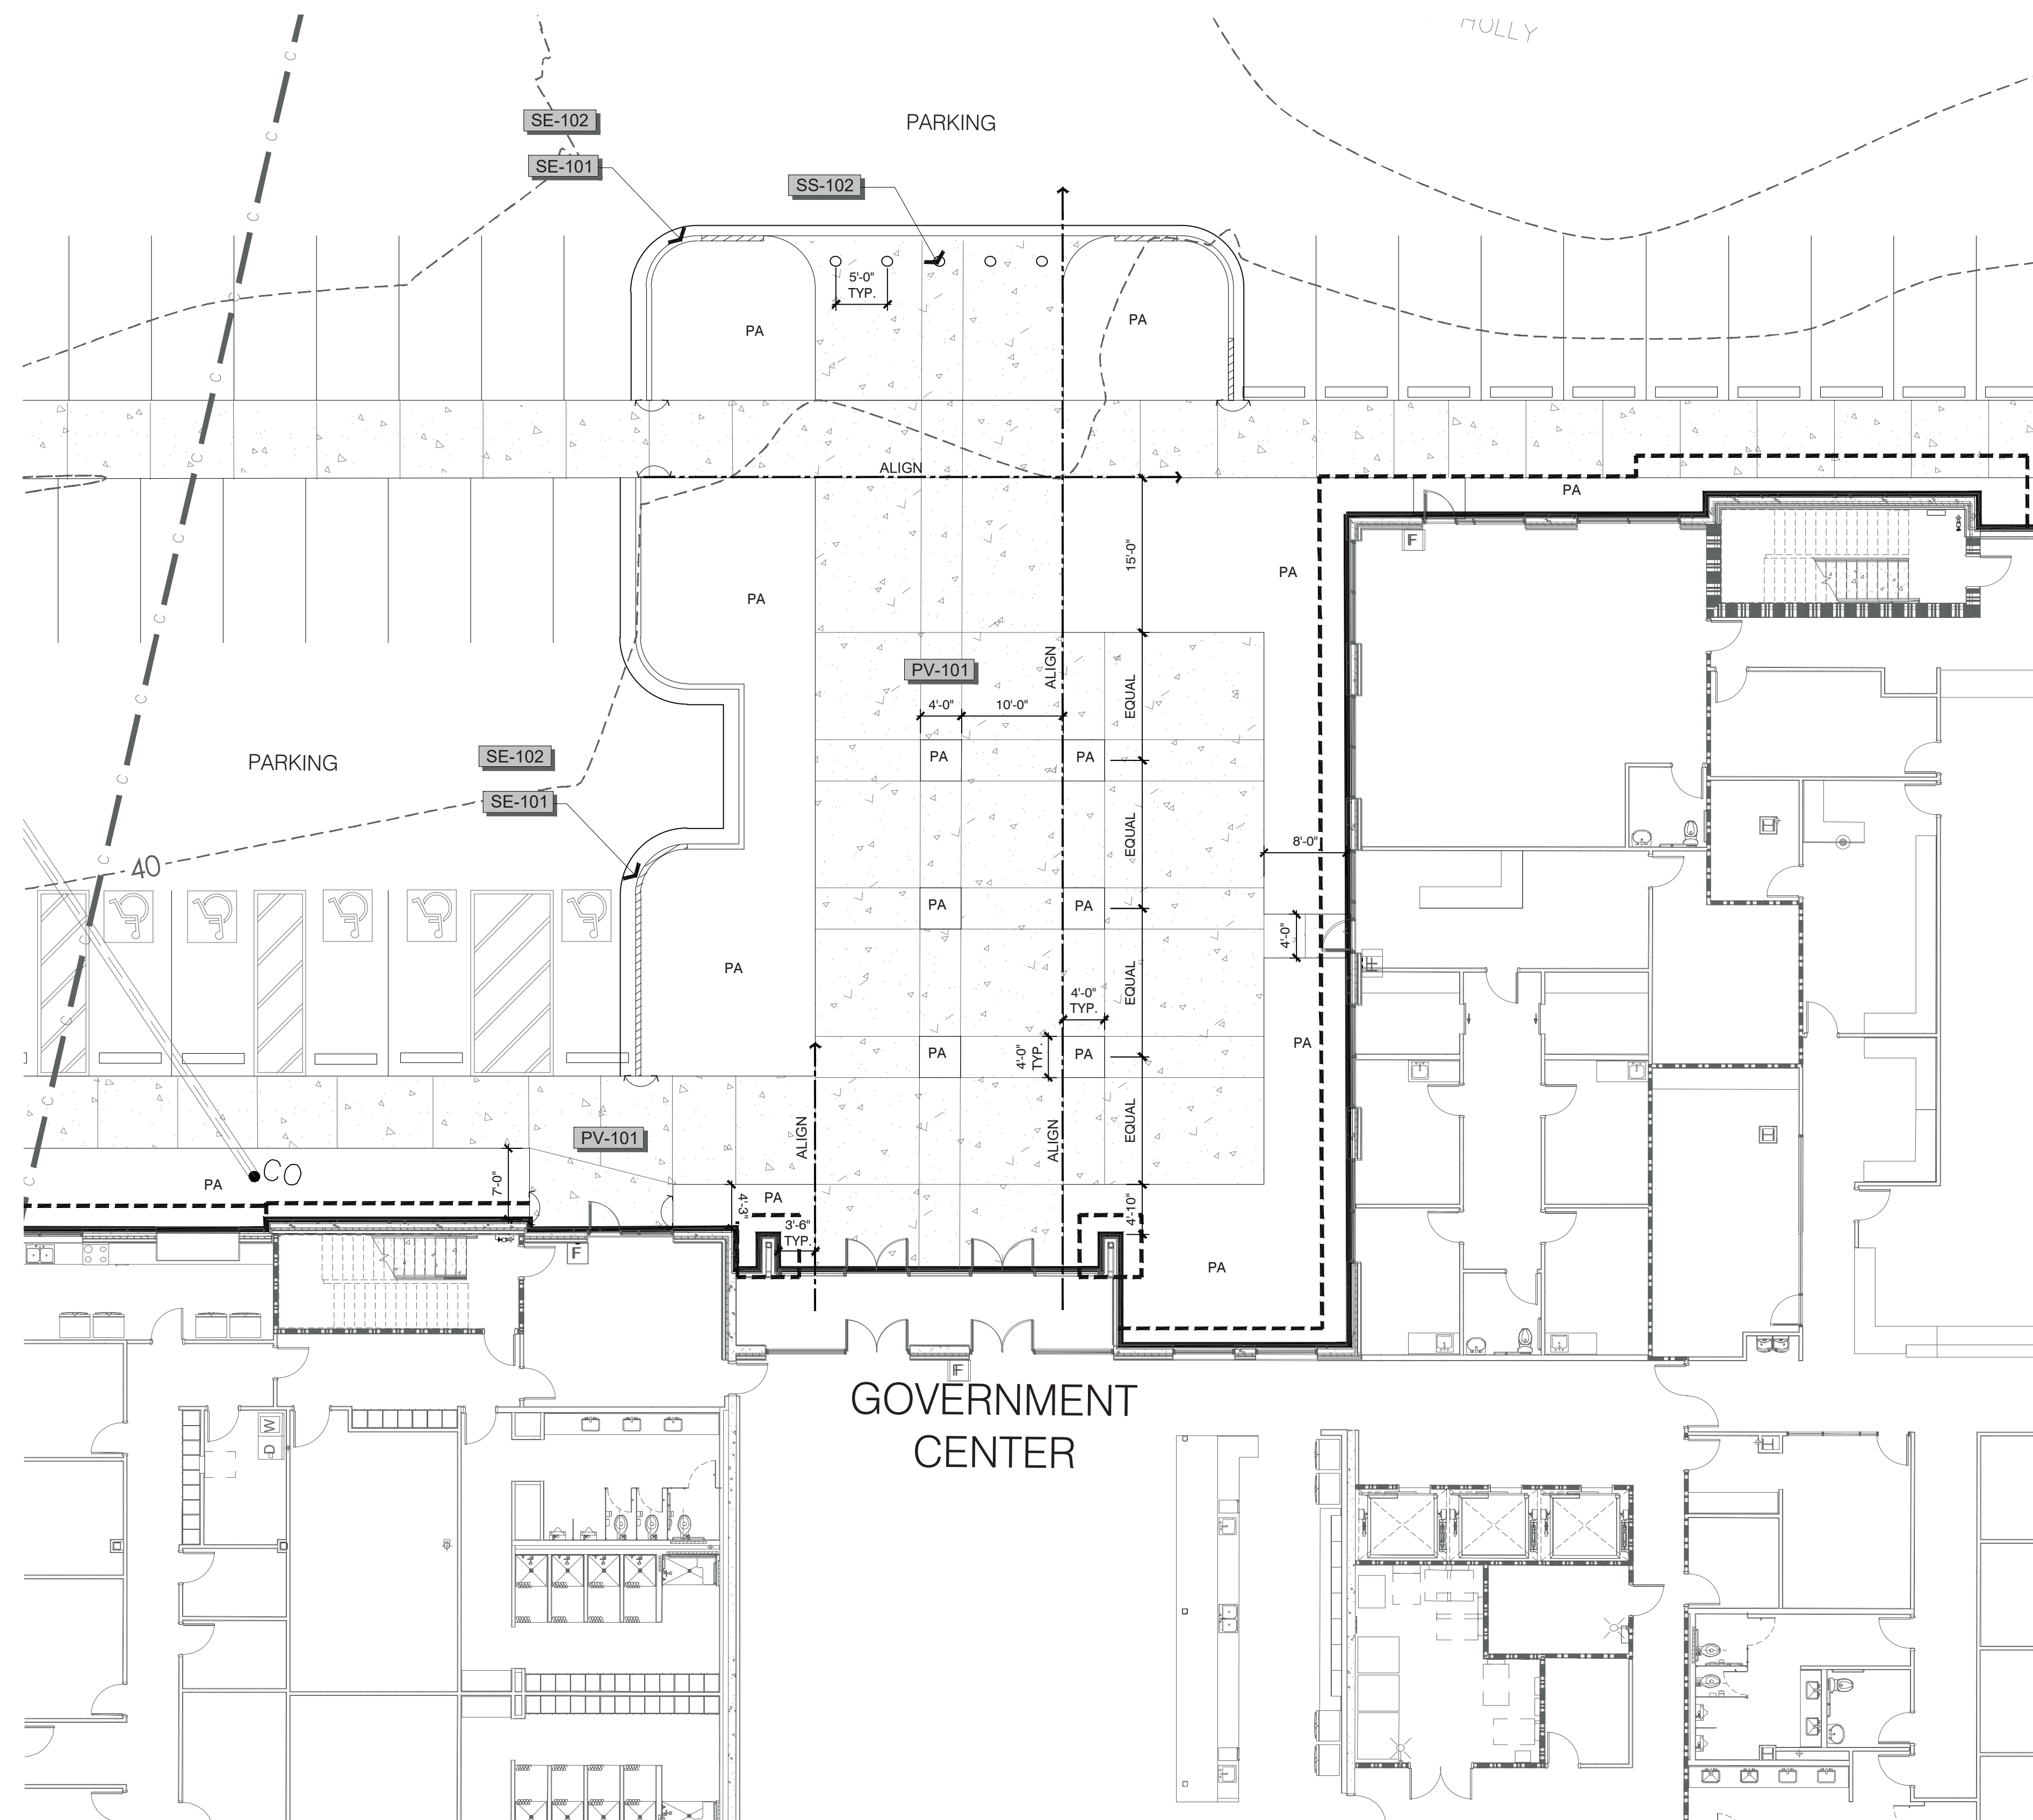 HOLLY
SE-102
PARKING
SE-101
SS-102
5'-0"
TYP.
PA
PA
ALIGN
PA
15'-0"
PA
PA
ALIGN
PV-101
EQUAL
4'-0"
10'-0"
PARKING
SE-102
PA
PA
SE-101
EQUAL
8'-0"
40
PA
PA
4'-0"
F
PA
EQUAL
4'-0"
TYP.
4'-0"
TYP.
PA
PA
PA
ALIGN
ALIGN
EQUAL
PV-101
CO
PA
7'-0"
4'-3"
PA
3'-6"
TYP.
4'-10"
PA
F
F
GOVERNMENT
CENTER
W
D
C
C
C
C
C
C
C
C
C
C
C
C
C